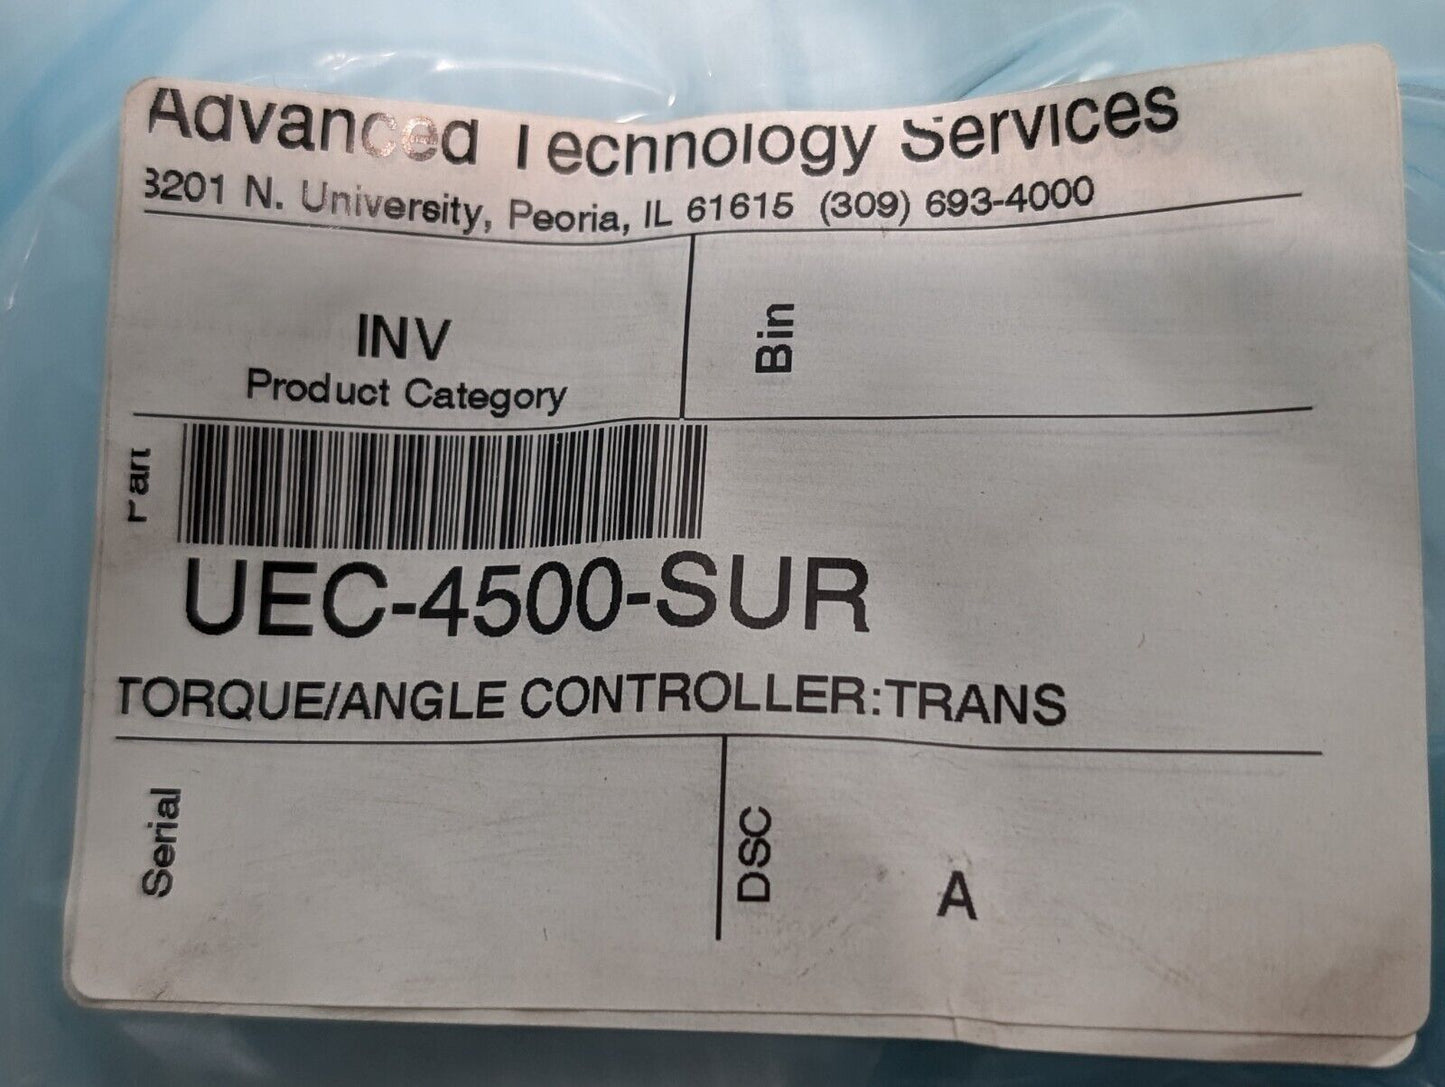 Advanced Technology Services
3201 N. University, Peoria, IL 61615 (309) 693-4000
INV
Product Category
Bin
Part
UEC-4500-SUR
TORQUE/ANGLE CONTROLLER:TRANS
Serial
DSC
A